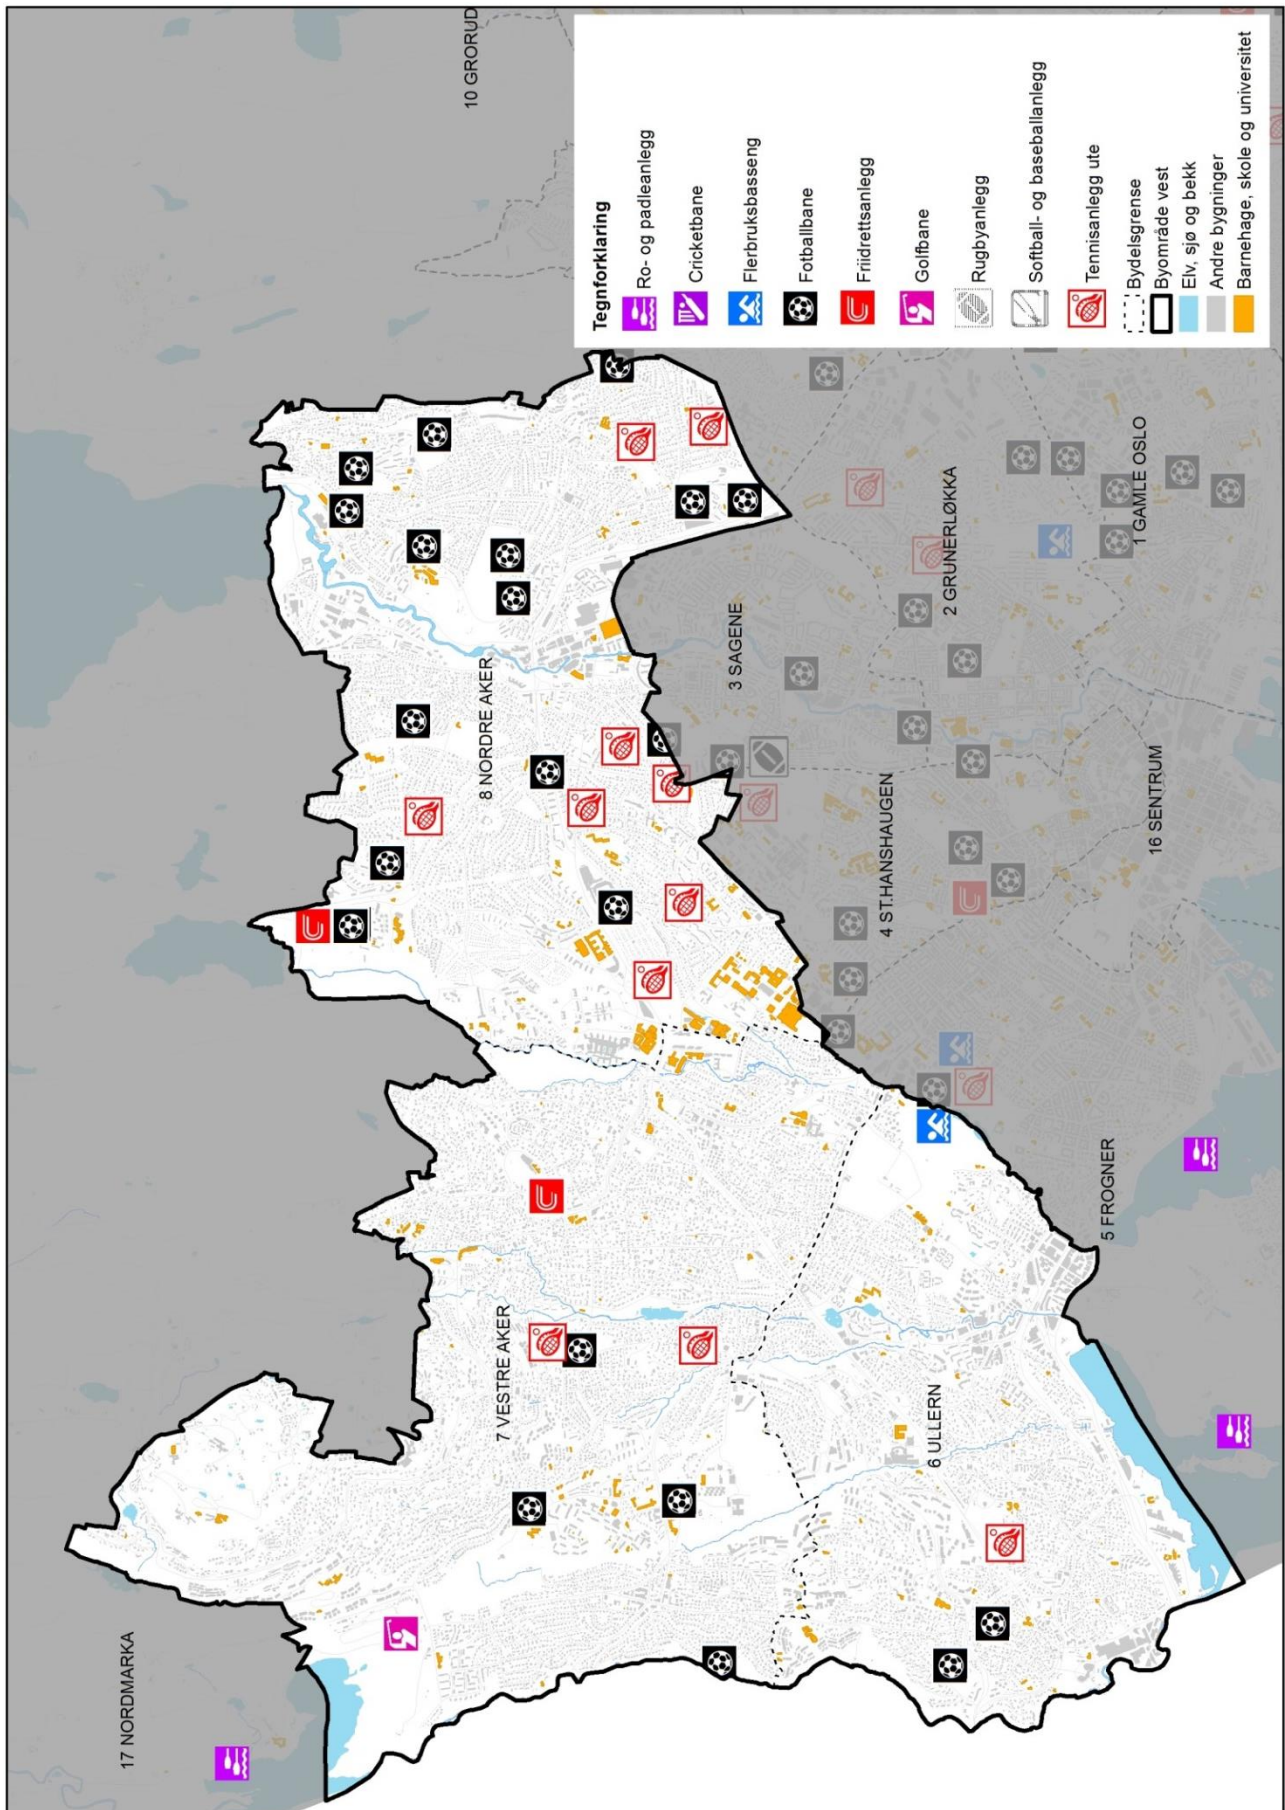 17 NORDMARKA
10 GRORUD
8 NORDRE AKER
7 VESTRE AKER
3 SAGENE
2 GRUNERLØKKA
1 GAMLE OSLO
4 ST.HANSHAUGEN
16 SENTRUM
5 FROGNER
6 ULLERN
Tegnforklaring
Ro- og padleanlegg
Cricketbane
Flerbruksbasseng
Fotballbane
Friidrettsanlegg
Golfbane
Rugbyanlegg
Softball- og baseballanlegg
Tennisanlegg ute
Bydelsgrense
Byområde vest
Elv, sjø og bekk
Andre bygninger
Barnehage, skole og universitet